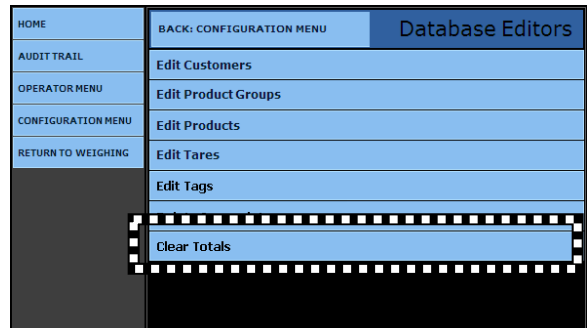 HOME
AUDIT TRAIL
OPERATOR MENU
CONFIGURATION MENU
RETURN TO WEIGHING
BACK: CONFIGURATION MENU
Database Editors
Edit Customers
Edit Product Groups
Edit Products
Edit Tares
Edit Tags
Clear Totals